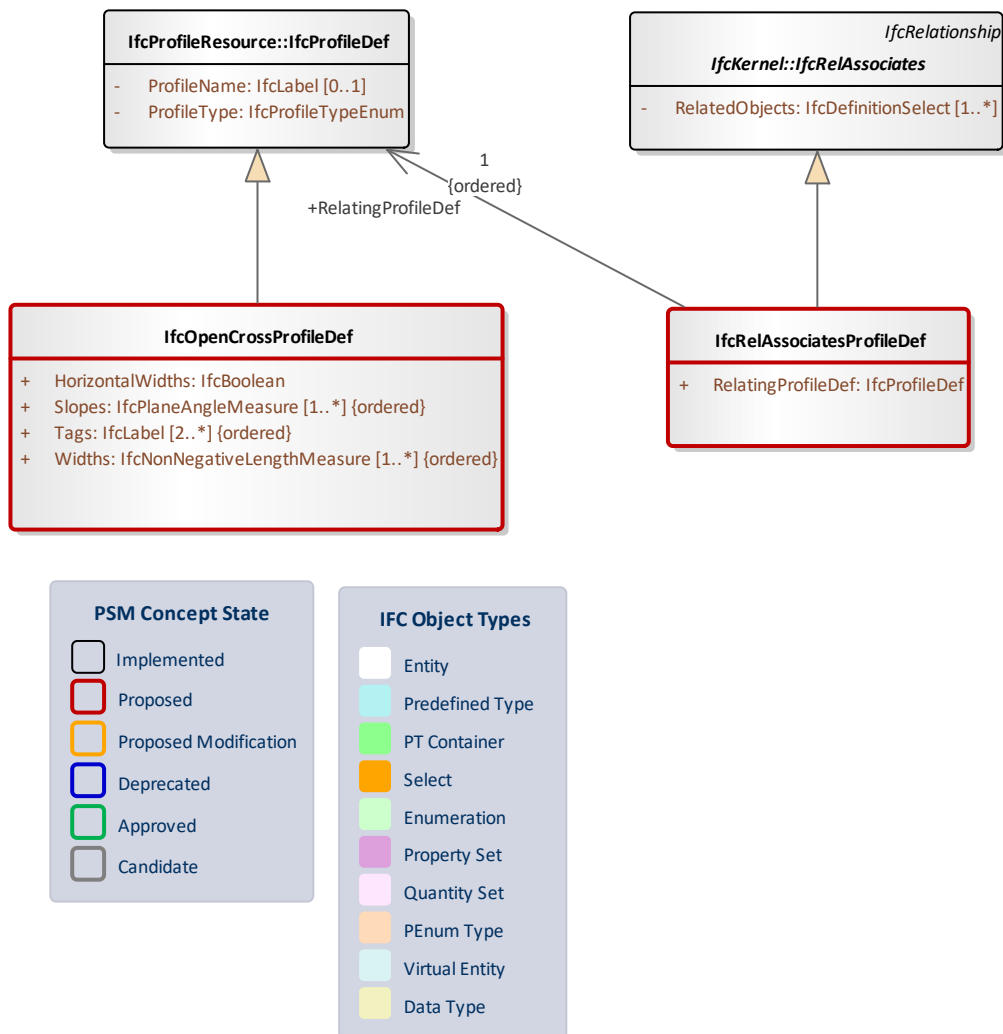 IfcProfileResource::IfcProfileDef
- ProfileName: IfcLabel [0..1]
- ProfileType: IfcProfileTypeEnum
IfcRelationship
IfcKernel::IfcRelAssociates
- RelatedObjects: IfcDefinitionSelect [1..*]
1
{ordered}
+RelatingProfileDef
IfcOpenCrossProfileDef
+ HorizontalWidths: IfcBoolean
+ Slopes: IfcPlaneAngleMeasure [1..*] {ordered}
+ Tags: IfcLabel [2..*] {ordered}
+ Widths: IfcNonNegativeLengthMeasure [1..*] {ordered}
IfcRelAssociatesProfileDef
+ RelatingProfileDef: IfcProfileDef
PSM Concept State
Implemented
Proposed
Proposed Modification
Deprecated
Approved
Candidate
IFC Object Types
Entity
Predefined Type
PT Container
Select
Enumeration
Property Set
Quantity Set
PEnum Type
Virtual Entity
Data Type